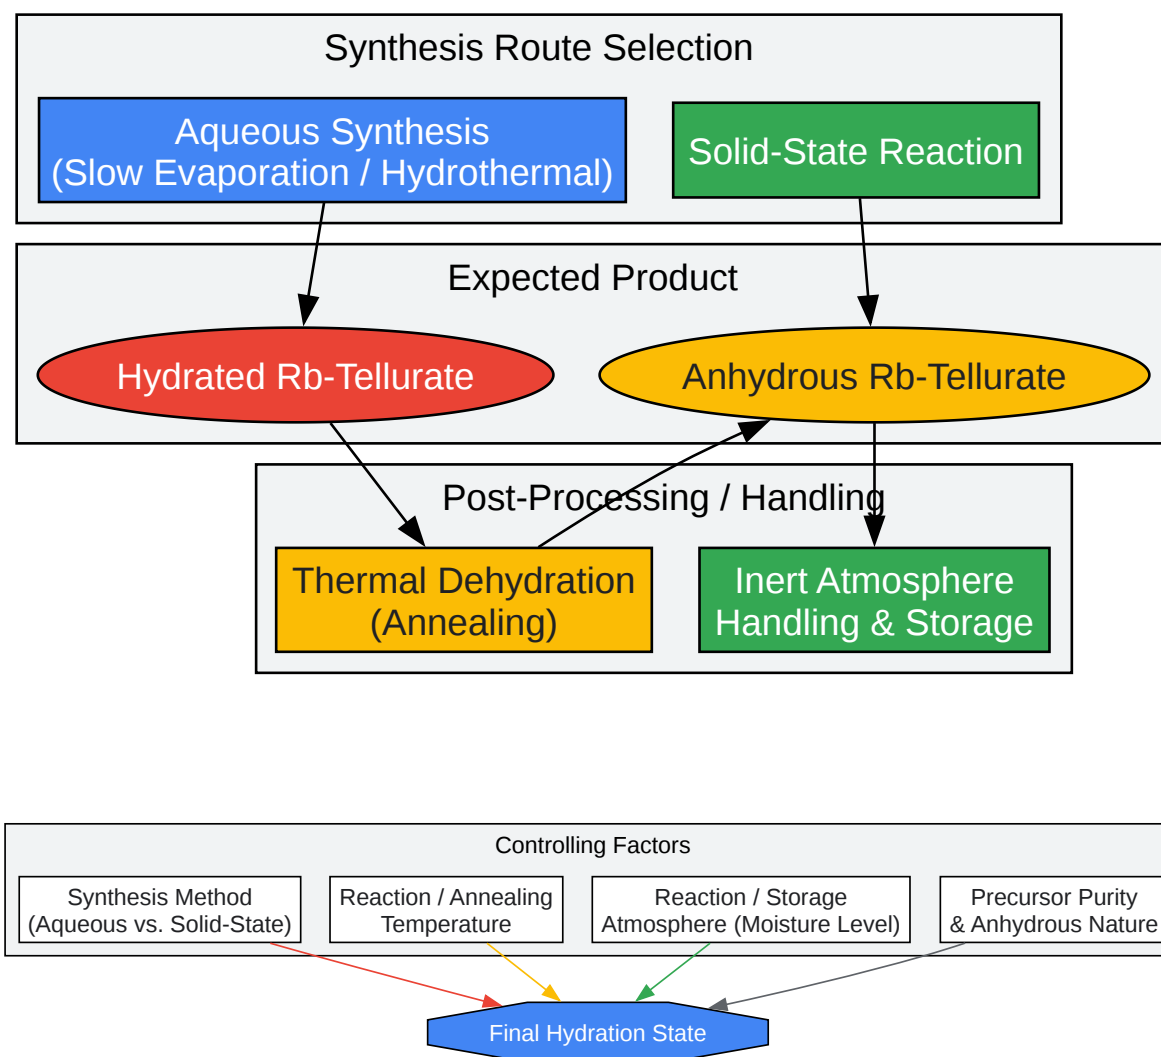 Synthesis Route Selection
Aqueous Synthesis
(Slow Evaporation / Hydrothermal)
Solid-State Reaction
Expected Product
Hydrated Rb-Tellurate
Anhydrous Rb-Tellurate
Post-Processing / Handling
Thermal Dehydration
(Annealing)
Inert Atmosphere
Handling & Storage
Controlling Factors
Synthesis Method
(Aqueous vs. Solid-State)
Reaction / Annealing
Temperature
Reaction / Storage
Atmosphere (Moisture Level)
Precursor Purity
& Anhydrous Nature
Final Hydration State